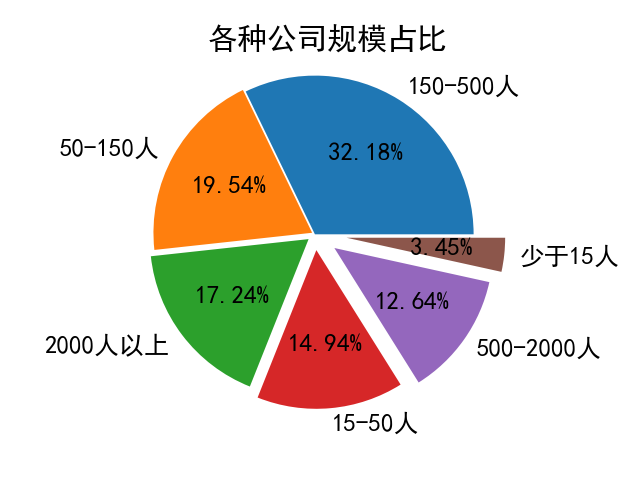 各种公司规模占比
150-500人
32.18%
50-150人
19.54%
3.45%
少于15人
17.24%
12.64%
14.94%
2000人以上
500-2000人
15-50人